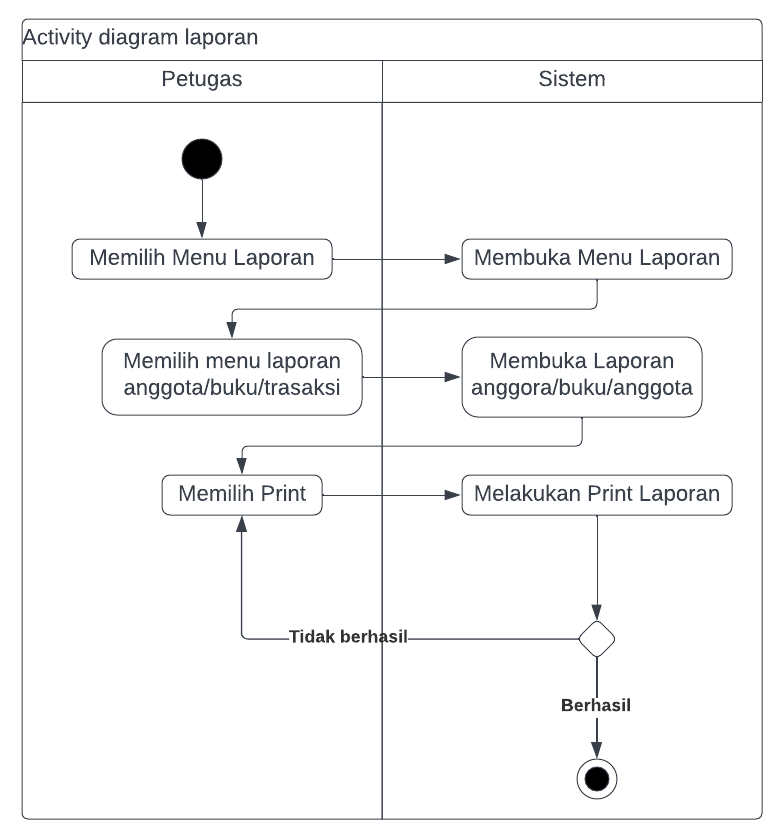 Activity diagram laporan
Petugas
Sistem
Memilih Menu Laporan
Membuka Menu Laporan
Memilih menu laporan
anggota/buku/trasaksi
Membuka Laporan
anggora/buku/anggota
Memilih Print
Melakukan Print Laporan
Tidak berhasil
Berhasil